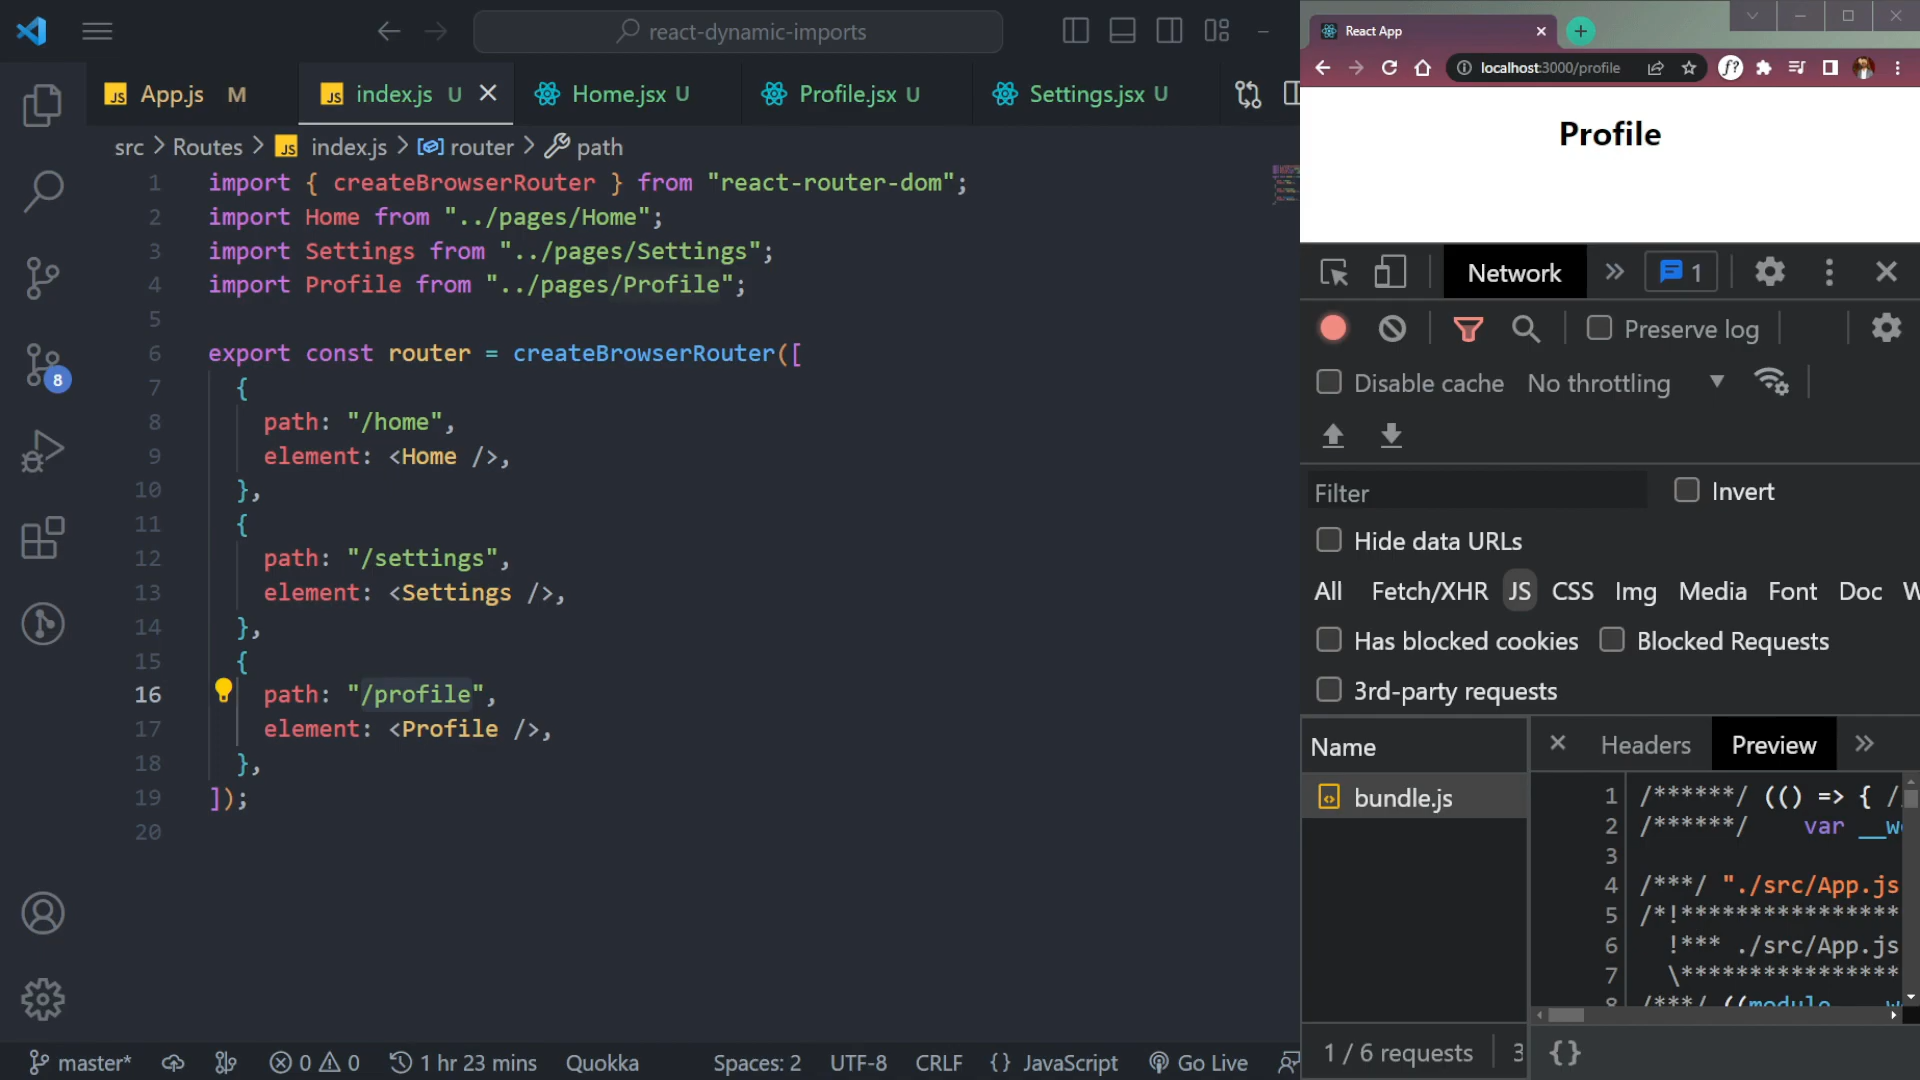 react-dynamic-imports
App.js M
index.js U
Home.jsx U
Profile.jsx U
Settings.jsx U
src > Routes > JS index.js > router > path
1 import { createBrowserRouter } from "react-router-dom";
2 import Home from "../pages/Home";
3 import Settings from "../pages/Settings";
4 import Profile from "../pages/Profile";
5
6 export const router = createBrowserRouter([
7 {
8 path: "/home",
9 element: <Home />,
10 },
11 {
12 path: "/settings",
13 element: <Settings />,
14 },
15 {
16 path: "/profile",
17 element: <Profile />,
18 },
19 ]);
20
8
master* 0 0 1 hr 23 mins Quokka Spaces: 2 UTF-8 CRLF {} JavaScript Go Live
React App
localhost:3000/profile
f?
Profile
Network 1
Preserve log
Disable cache No throttling
Filter Invert
Hide data URLs
All Fetch/XHR JS CSS Img Media Font Doc W
Has blocked cookies Blocked Requests
3rd-party requests
Name Headers Preview
bundle.js
1 /******/ (() => { /
2 /******/ var __w
3
4 /***/ "./src/App.js
5 /*!****************
6 !*** ./src/App.js
7 \****************
8 /***/ ((module
1 / 6 requests 3 {}